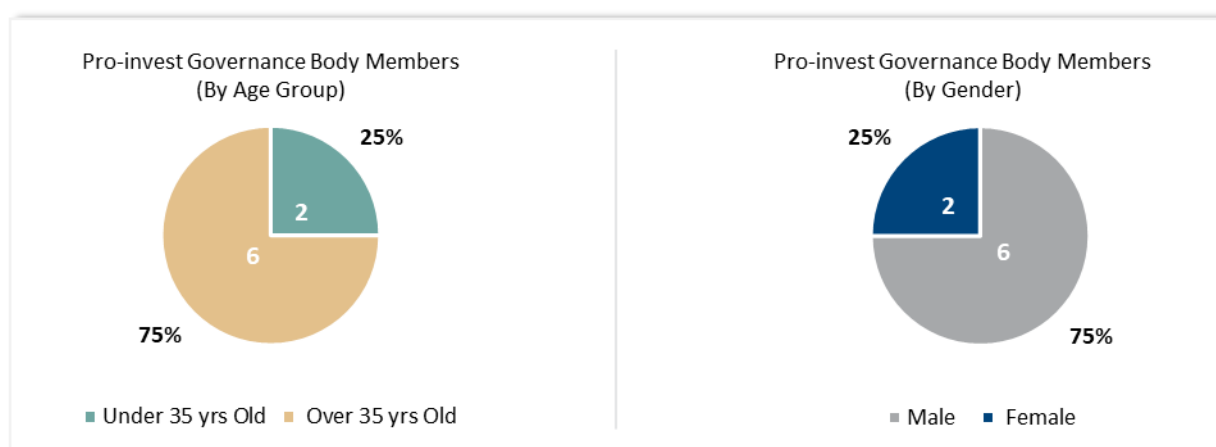 Pro-invest Governance Body Members
(By Age Group)
25%
2
6
75%
Under 35 yrs Old
Over 35 yrs Old
Pro-invest Governance Body Members
(By Gender)
25%
2
6
75%
Male
Female